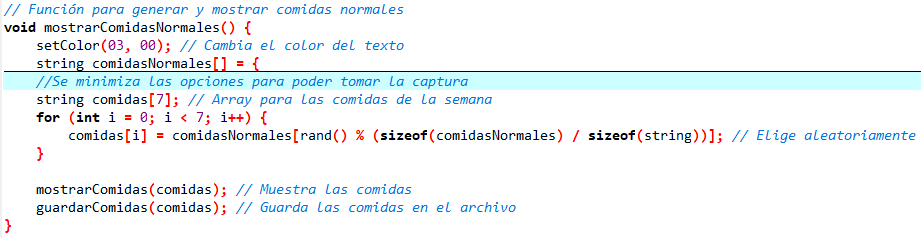 // Función para generar y mostrar comidas normales
void mostrarComidasNormales() {
    setColor(03, 00); // Cambia el color del texto
    string comidasNormales[] = {
    //Se minimiza las opciones para poder tomar la captura
    string comidas[7]; // Array para las comidas de la semana
    for (int i = 0; i < 7; i++) {
        comidas[i] = comidasNormales[rand() % (sizeof(comidasNormales) / sizeof(string))]; // Elige aleatoriamente
    }

    mostrarComidas(comidas); // Muestra las comidas
    guardarComidas(comidas); // Guarda las comidas en el archivo
}